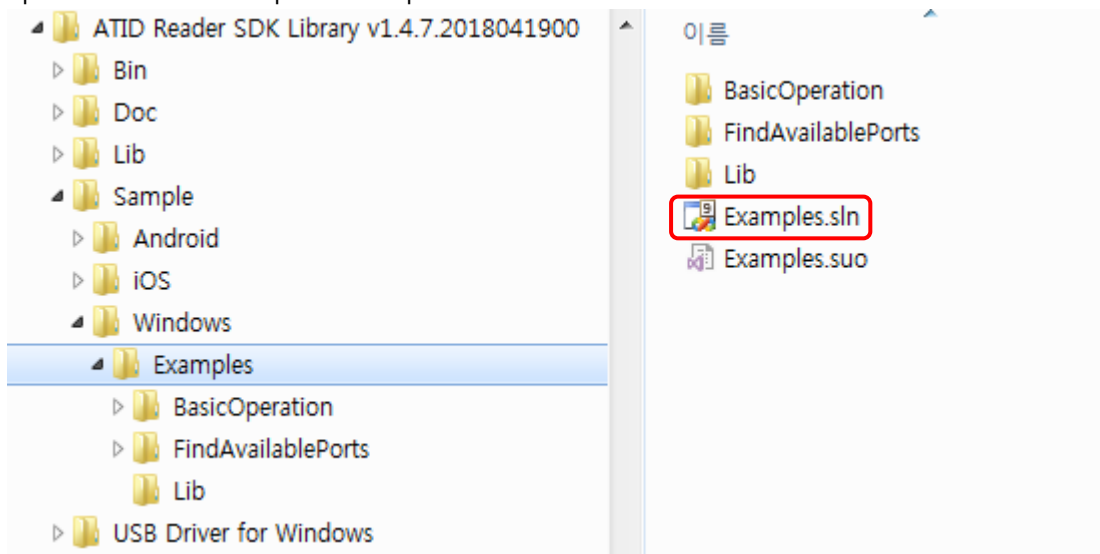 ATID Reader SDK Library v1.4.7.2018041900
Bin
Doc
Lib
Sample
Android
iOS
Windows
Examples
BasicOperation
FindAvailablePorts
Lib
USB Driver for Windows
이름
BasicOperation
FindAvailablePorts
Lib
Examples.sln
Examples.suo